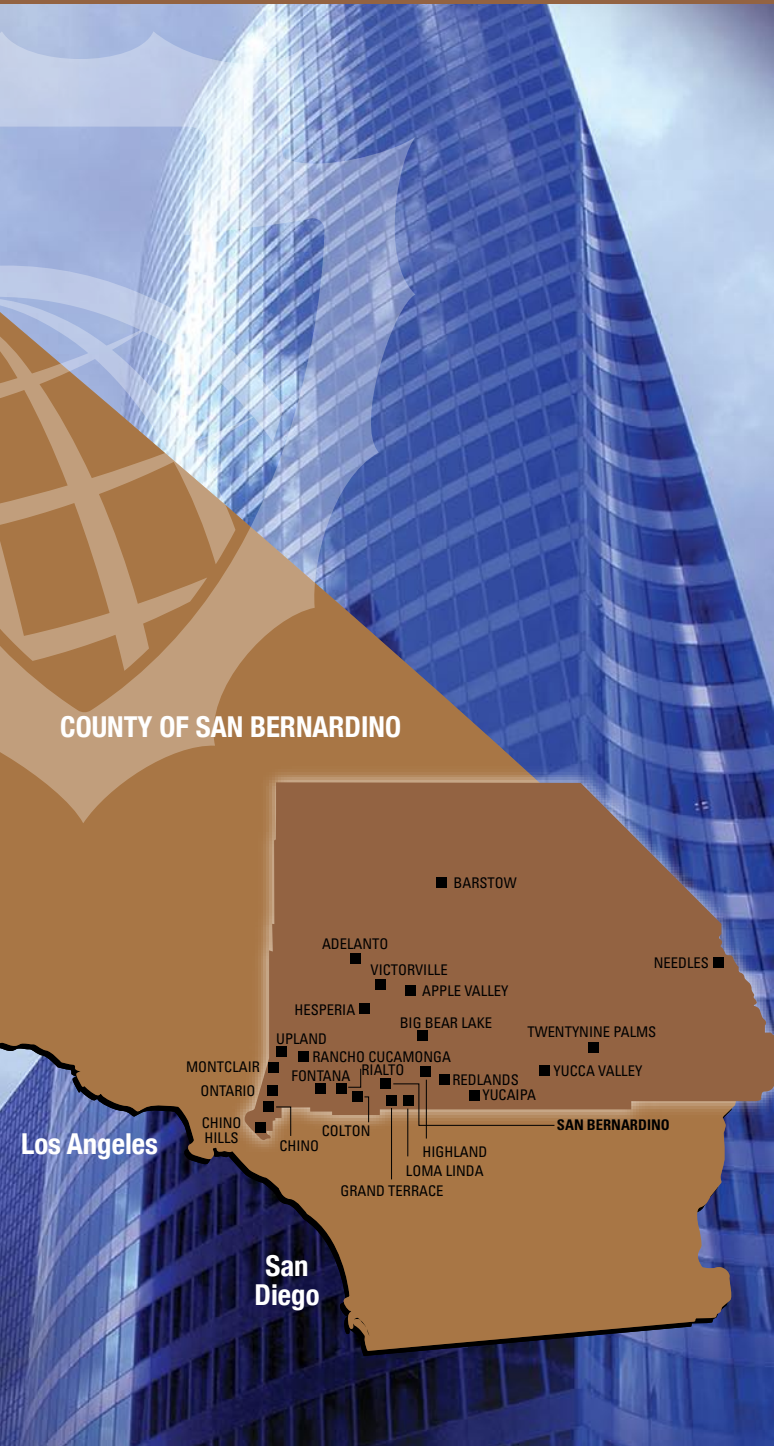 COUNTY OF SAN BERNARDINO
BARSTOW
ADELANTO
VICTORVILLE
NEEDLES
APPLE VALLEY
HESPERIA
BIG BEAR LAKE
TWENTYNINE PALMS
UPLAND
RANCHO CUCAMONGA
MONTCLAIR
FONTANA
RIALTO
YUCCA VALLEY
REDLANDS
ONTARIO
YUCAIPA
CHINO
HILLS
SAN BERNARDINO
COLTON
CHINO
Los Angeles
HIGHLAND
LOMA LINDA
GRAND TERRACE
San
Diego